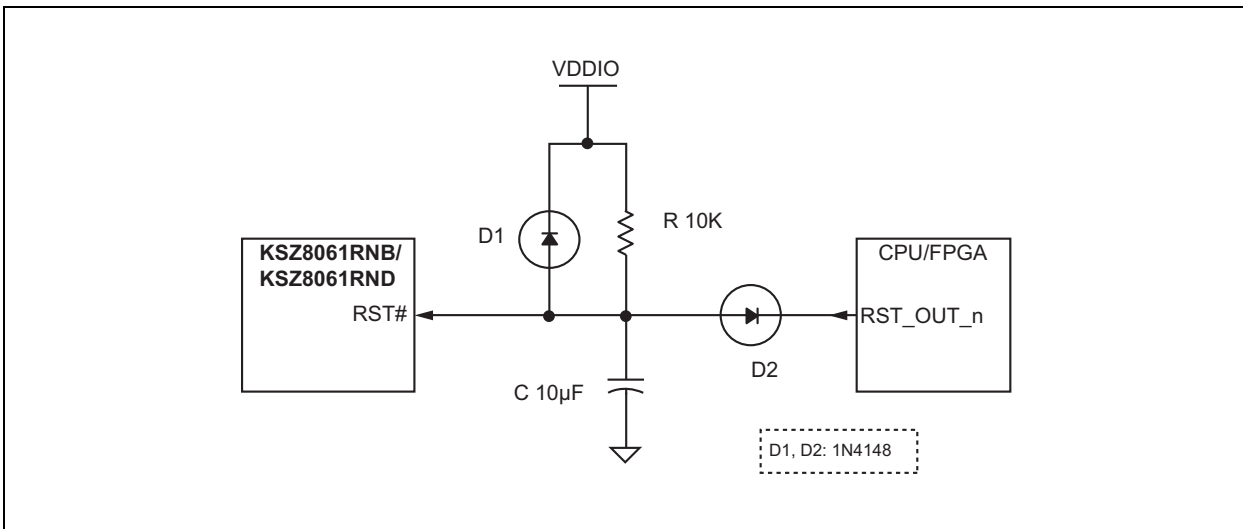 VDDIO
D1
R 10K
KSZ8061RNB/
KSZ8061RND
RST#
CPU/FPGA
RST_OUT_n
D2
C 10µF
D1, D2: 1N4148